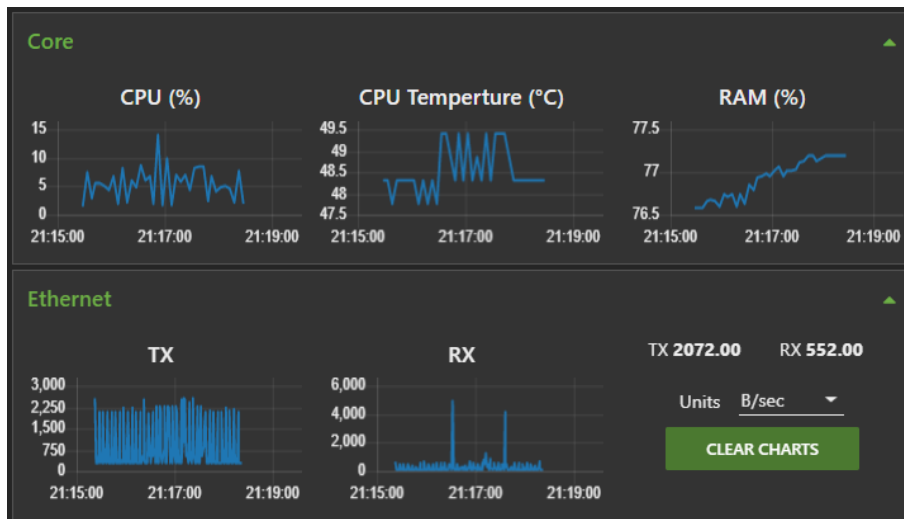 Core
CPU (%)
15
10
5
0
21:15:00 21:17:00 21:19:00
CPU Temperture (°C)
49.5
49
48.5
48
47.5
21:15:00 21:17:00 21:19:00
RAM (%)
77.5
77
76.5
21:15:00 21:17:00 21:19:00
Ethernet
TX
3,000
2,250
1,500
750
0
21:15:00 21:17:00 21:19:00
RX
6,000
4,000
2,000
0
21:15:00 21:17:00 21:19:00
TX 2072.00 RX 552.00
Units B/sec
CLEAR CHARTS